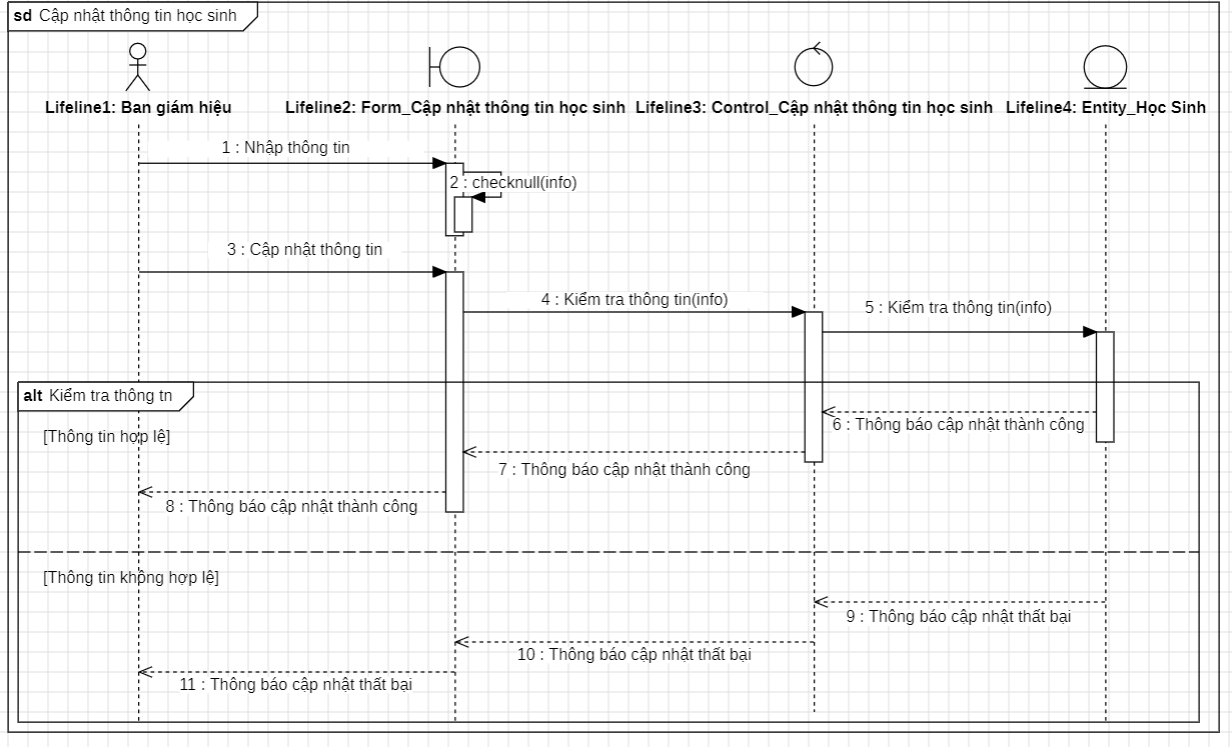 sd Cập nhật thông tin học sinh
Lifeline1: Ban giám hiệu
Lifeline2: Form_Cập nhật thông tin học sinh
Lifeline3: Control_Cập nhật thông tin học sinh
Lifeline4: Entity_Học Sinh
1 : Nhập thông tin
2 : checknull(info)
3 : Cập nhật thông tin
4 : Kiểm tra thông tin(info)
5 : Kiểm tra thông tin(info)
alt Kiểm tra thông tn
[Thông tin hợp lê]
6 : Thông báo cập nhật thành công
7 : Thông báo cập nhật thành công
8 : Thông báo cập nhật thành công
[Thông tin không hợp lê]
9 : Thông báo cập nhật thất bại
10 : Thông báo cập nhật thất bại
11 : Thông báo cập nhật thất bại